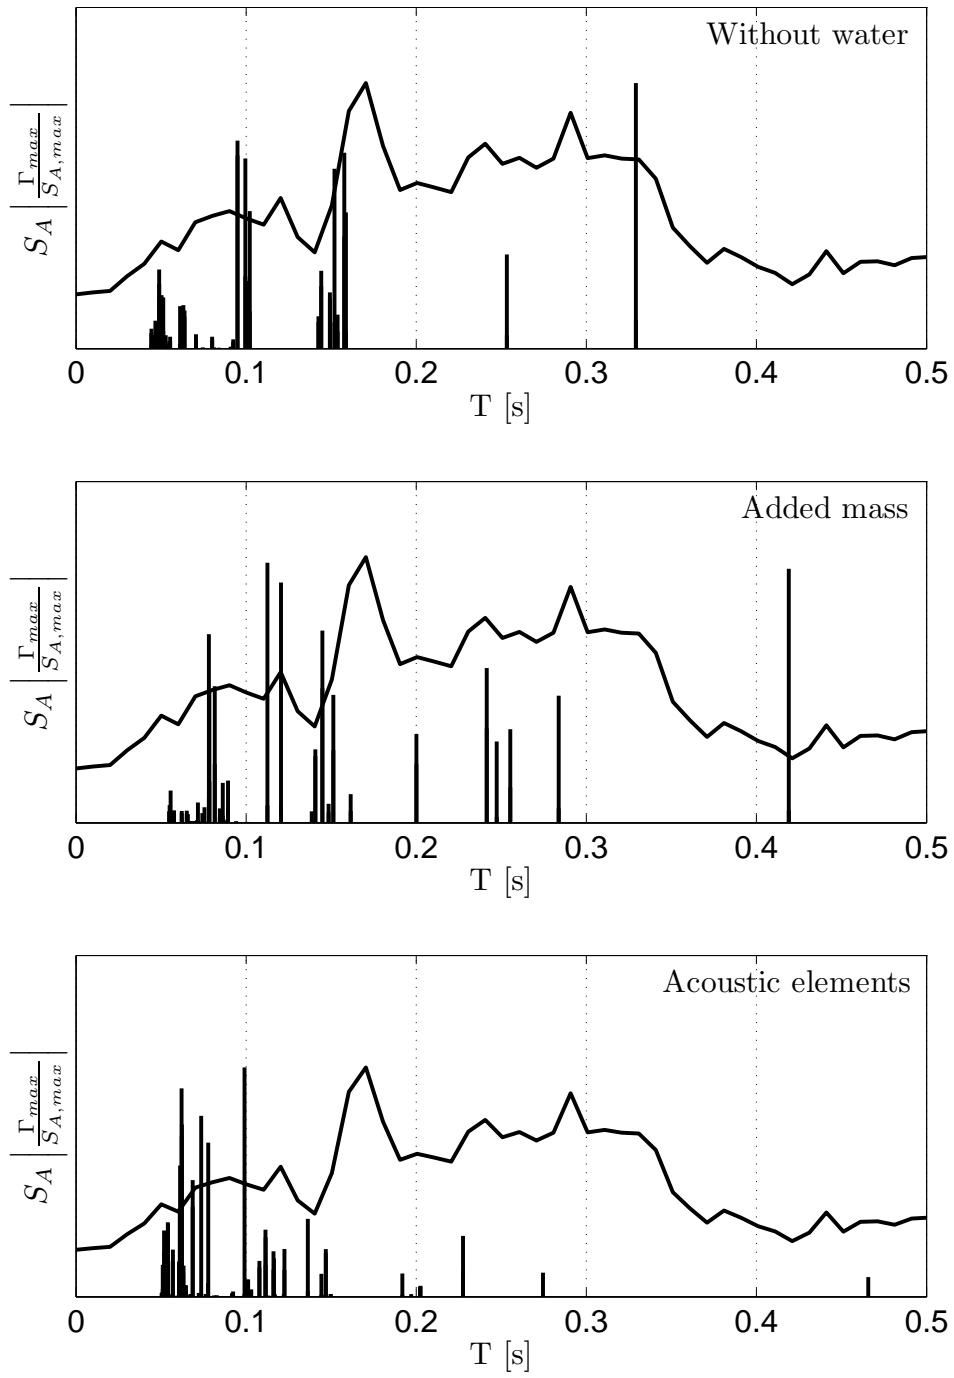 Without water
S_A |Γ_max/S_A,max|
0 0.1 0.2 0.3 0.4 0.5
T [s]
Added mass
S_A |Γ_max/S_A,max|
0 0.1 0.2 0.3 0.4 0.5
T [s]
Acoustic elements
S_A |Γ_max/S_A,max|
0 0.1 0.2 0.3 0.4 0.5
T [s]